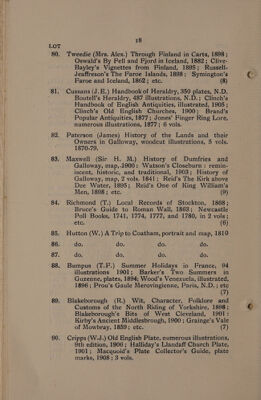 18
LOT
80. Tweedie (Mrs. Alex.) Through Finland in Carts, 1898;
Oswald's By Fell and Fjord in Iceland, 1882; Clive-
Bayley's Vignettes from Finland, 1895; Russell-
Jeaffreson's The Faroe Islands, 1898; Symington's
Faroe and Iceland, 1862; etc. (8)
81. Cussans (J. E.) Handbook of Heraldry, 350 plates, N.D.
Boutell's Heraldry, 487 illustrations, N.D.; Clinch's
Handbook of English Antiquities, illustrated, 1905;
Clinch's Old English Churches, 1900; Brand's
Popular Antiquities, 1877; Jones' Finger Ring Lore,
numerous illustrations, 1877; 6 vols.
82. Paterson (James) History of the Lands and their
Owners in Galloway, woodcut illustrations, 5 vols.
1870-79.
83. Maxwell (Sir H. M.) History of Dumfries and
Galloway, map, 1900; Watson's Closeburn: remin-
iscent, historic, and traditional, 1903; History of
Galloway, map, 2 vols. 1841; Reid's The Kirk above
Dee Water, 1895; Reid's One of King William's
Men, 1898; etc. (9)
84. Richmond (T.) Local Records of Stockton, 1868;
Bruce's Guide to Roman Wall, 1863; Newcastle
Poll Books, 1741, 1774, 1777, and 1780, in 2 vols;
etc. (6)
85. Hutton (W.) A Trip to Coatham, portrait and map, 1810
86. do. do. do. do.
87. do. do. do. do.
88. Bumpus (T.F.) Summer Holidays in France, 94
illustrations 1901; Barker's Two Summers in
Guyenne, plates, 1894; Wood's Venezuela, illustrated,
1896; Prou's Gaule Merovingienne, Paris, N.D.; etc
(7)
89. Blakeborough (R.) Wit, Character, Folklore and
Customs of the North Riding of Yorkshire, 1898;
Blakeborough's Bits of West Cleveland, 1901;
Kirby's Ancient Middlesbrough, 1900; Grainge's Vale
of Mowbray, 1859; etc. (7)
90. Cripps (W.J.) Old English Plate, numerous illustrations,
9th edition, 1906; Halliday's Llandaff Church Plate,
1901; Macquoid's Plate Collector's Guide, plate
marks, 1908; 3 vols.